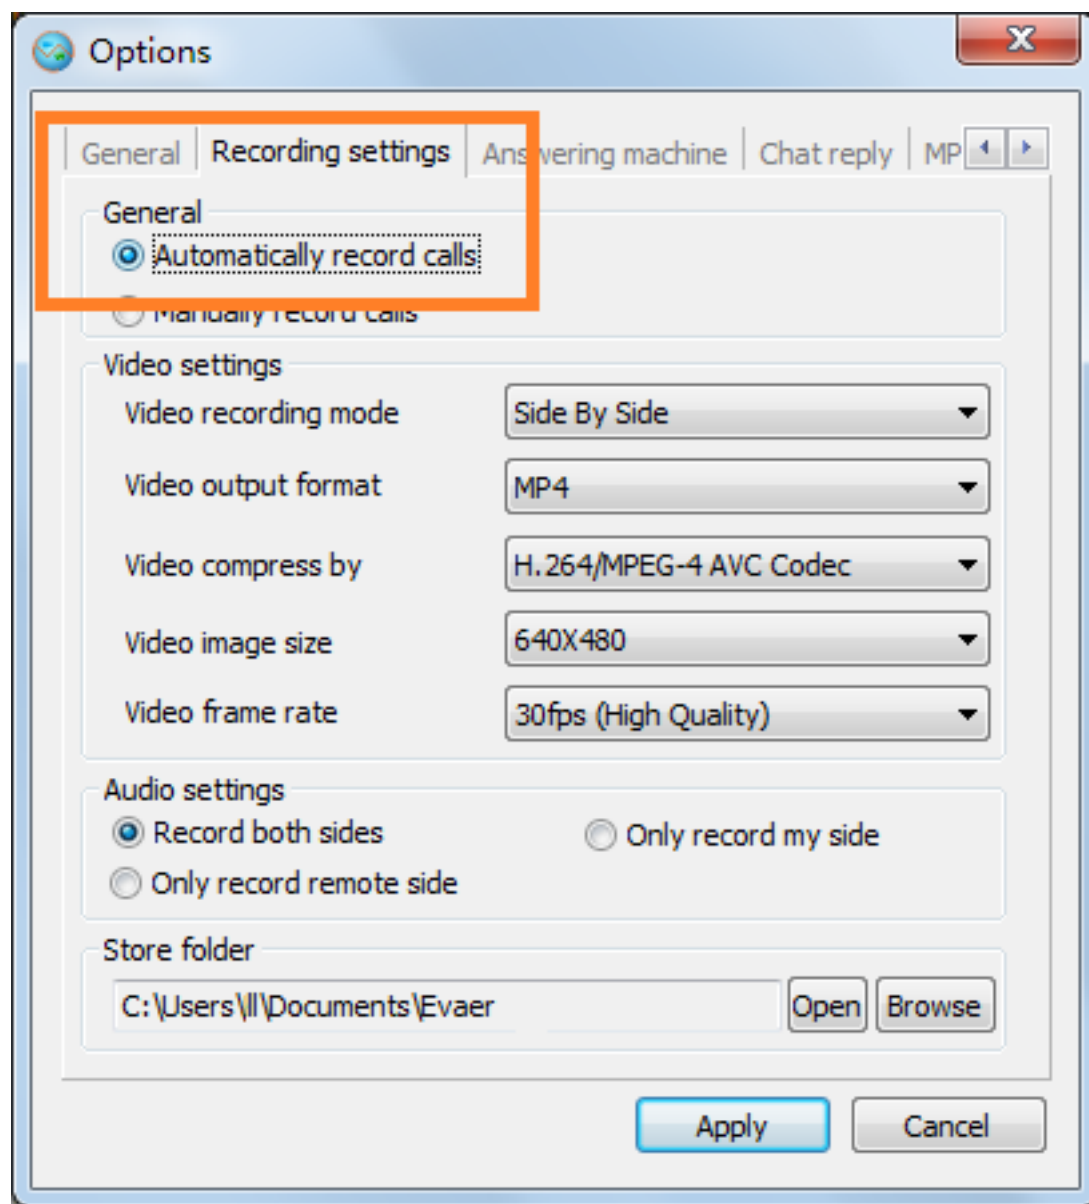 Options
General
Recording settings
Answering machine
Chat reply
MP
General
Automatically record calls
Manually record calls
Video settings
Video recording mode
Side By Side
Video output format
MP4
Video compress by
H.264/MPEG-4 AVC Codec
Video image size
640X480
Video frame rate
30fps (High Quality)
Audio settings
Record both sides
Only record my side
Only record remote side
Store folder
C:\Users\ll\Documents\Evaer
Open
Browse
Apply
Cancel